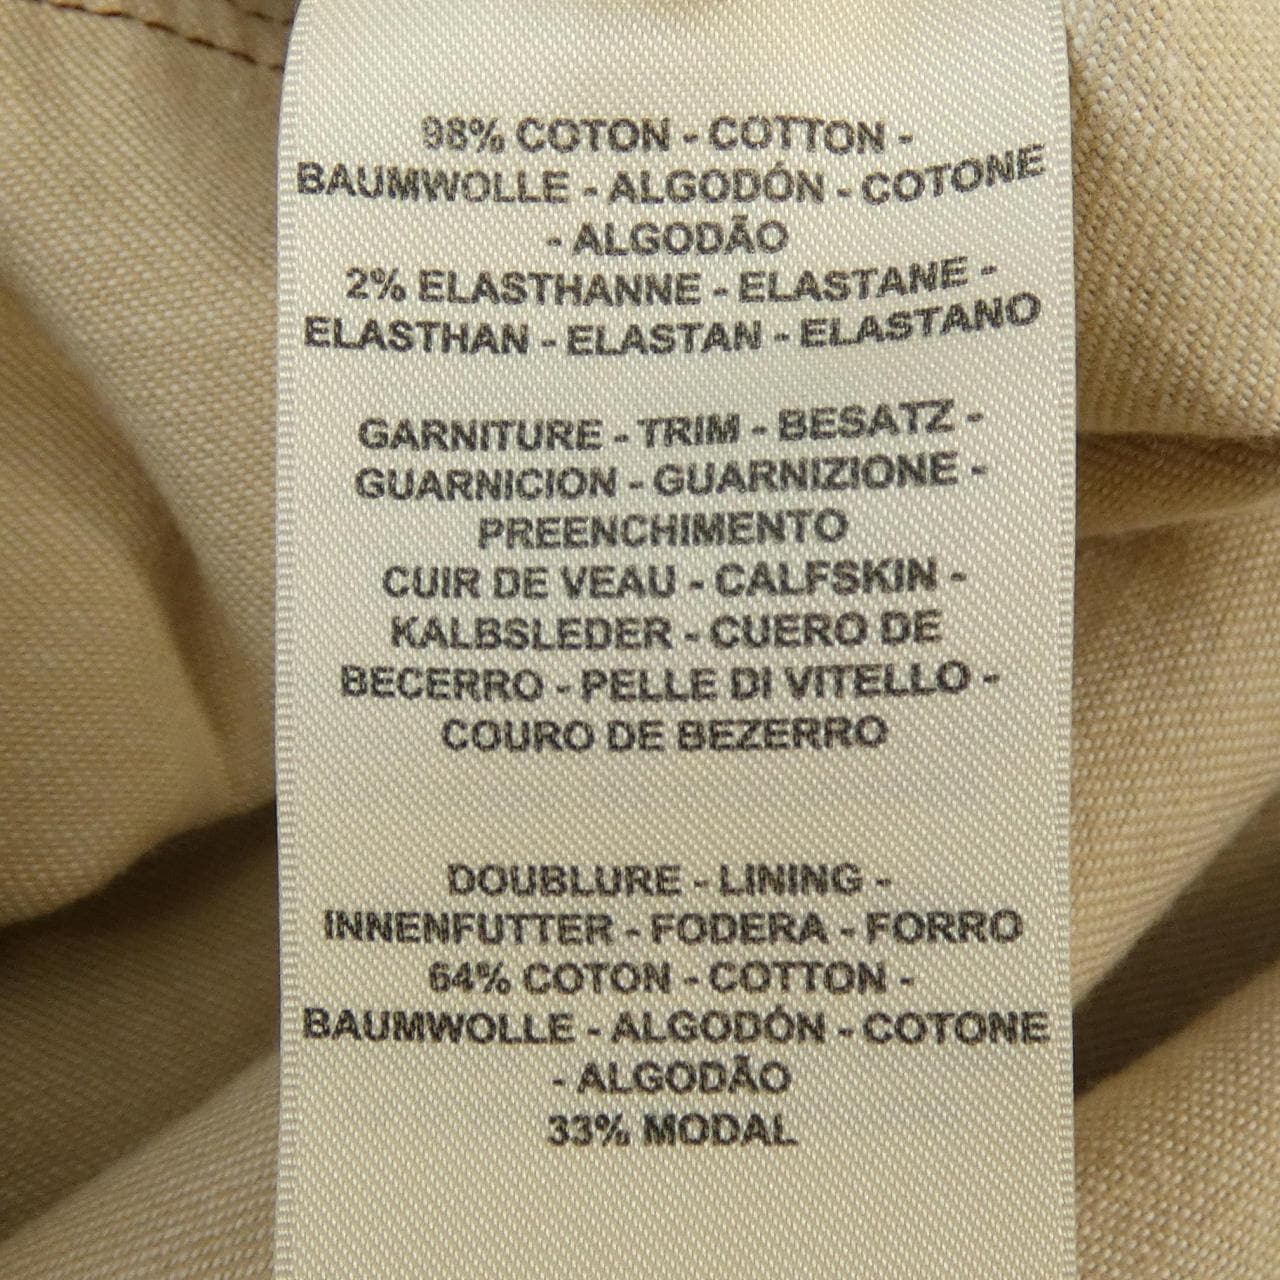 98% COTON - COTTON -
BAUMWOLLE - ALGODÓN - COTONE
- ALGODÃO
2% ELASTHANNE - ELASTANE -
ELASTHAN - ELASTAN - ELASTANO
GARNITURE - TRIM - BESATZ -
GUARNICION - GUARNIZIONE -
PREENCHIMENTO
CUIR DE VEAU - CALFSKIN -
KALBSLEDER - CUERO DE
BECERRO - PELLE DI VITELLO -
COURO DE BEZERRO
DOUBLURE - LINING -
INNENFUTTER - FODERA - FORRO
64% COTON - COTTON -
BAUMWOLLE - ALGODÓN - COTONE
- ALGODÃO
33% MODAL